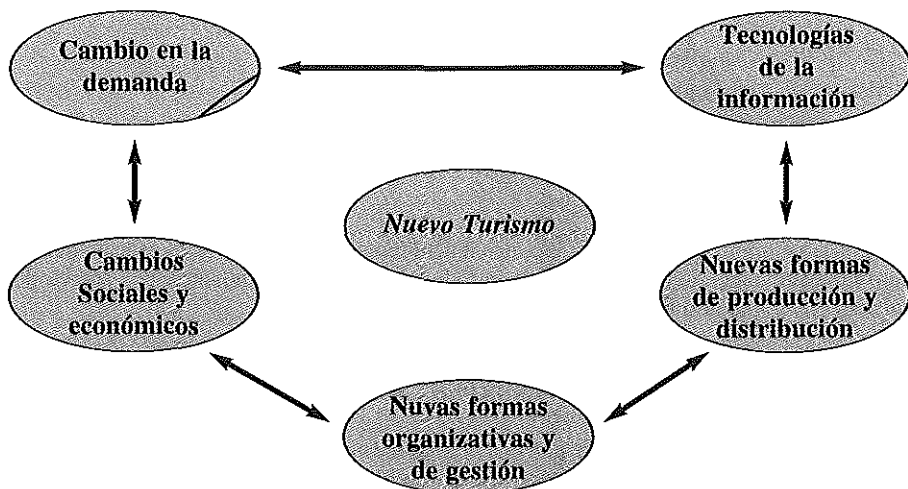 Cambio en la
demanda
Tecnologías
de la
información
Nuevo Turismo
Cambios
Sociales y
económicos
Nuevas formas
de producción y
distribución
Nuvas formas
organizativas y
de gestión